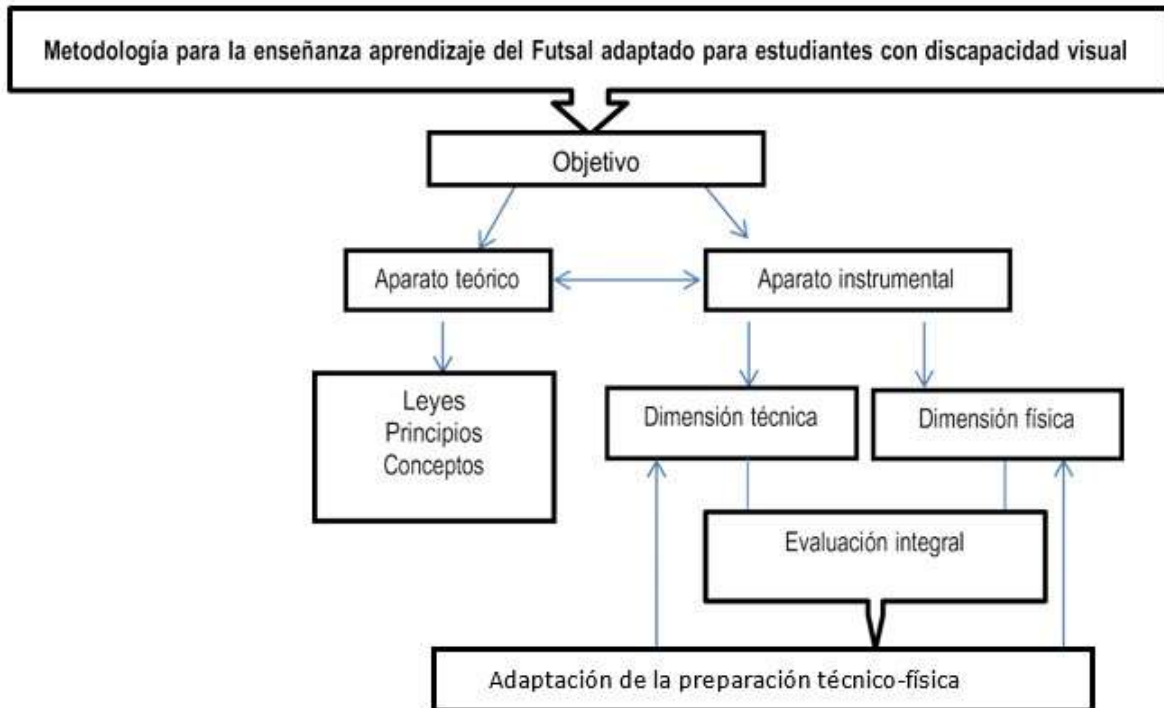 Metodología para la enseñanza aprendizaje del Futsal adaptado para estudiantes con discapacidad visual
Objetivo
Aparato teórico
Aparato instrumental
Leyes
Principios
Conceptos
Dimensión técnica
Dimensión física
Evaluación integral
Adaptación de la preparación técnico-física